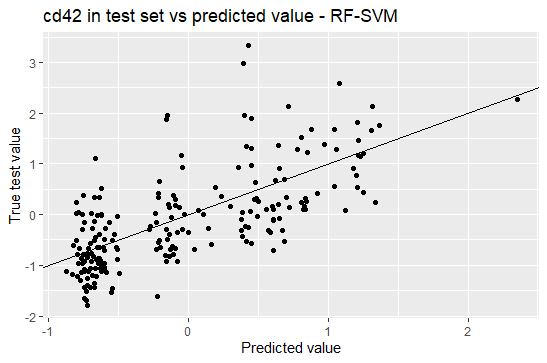 cd42 in test set vs predicted value - RF-SVM
True test value
3
2
1
0
-1
-2
-1 0 1 2
Predicted value